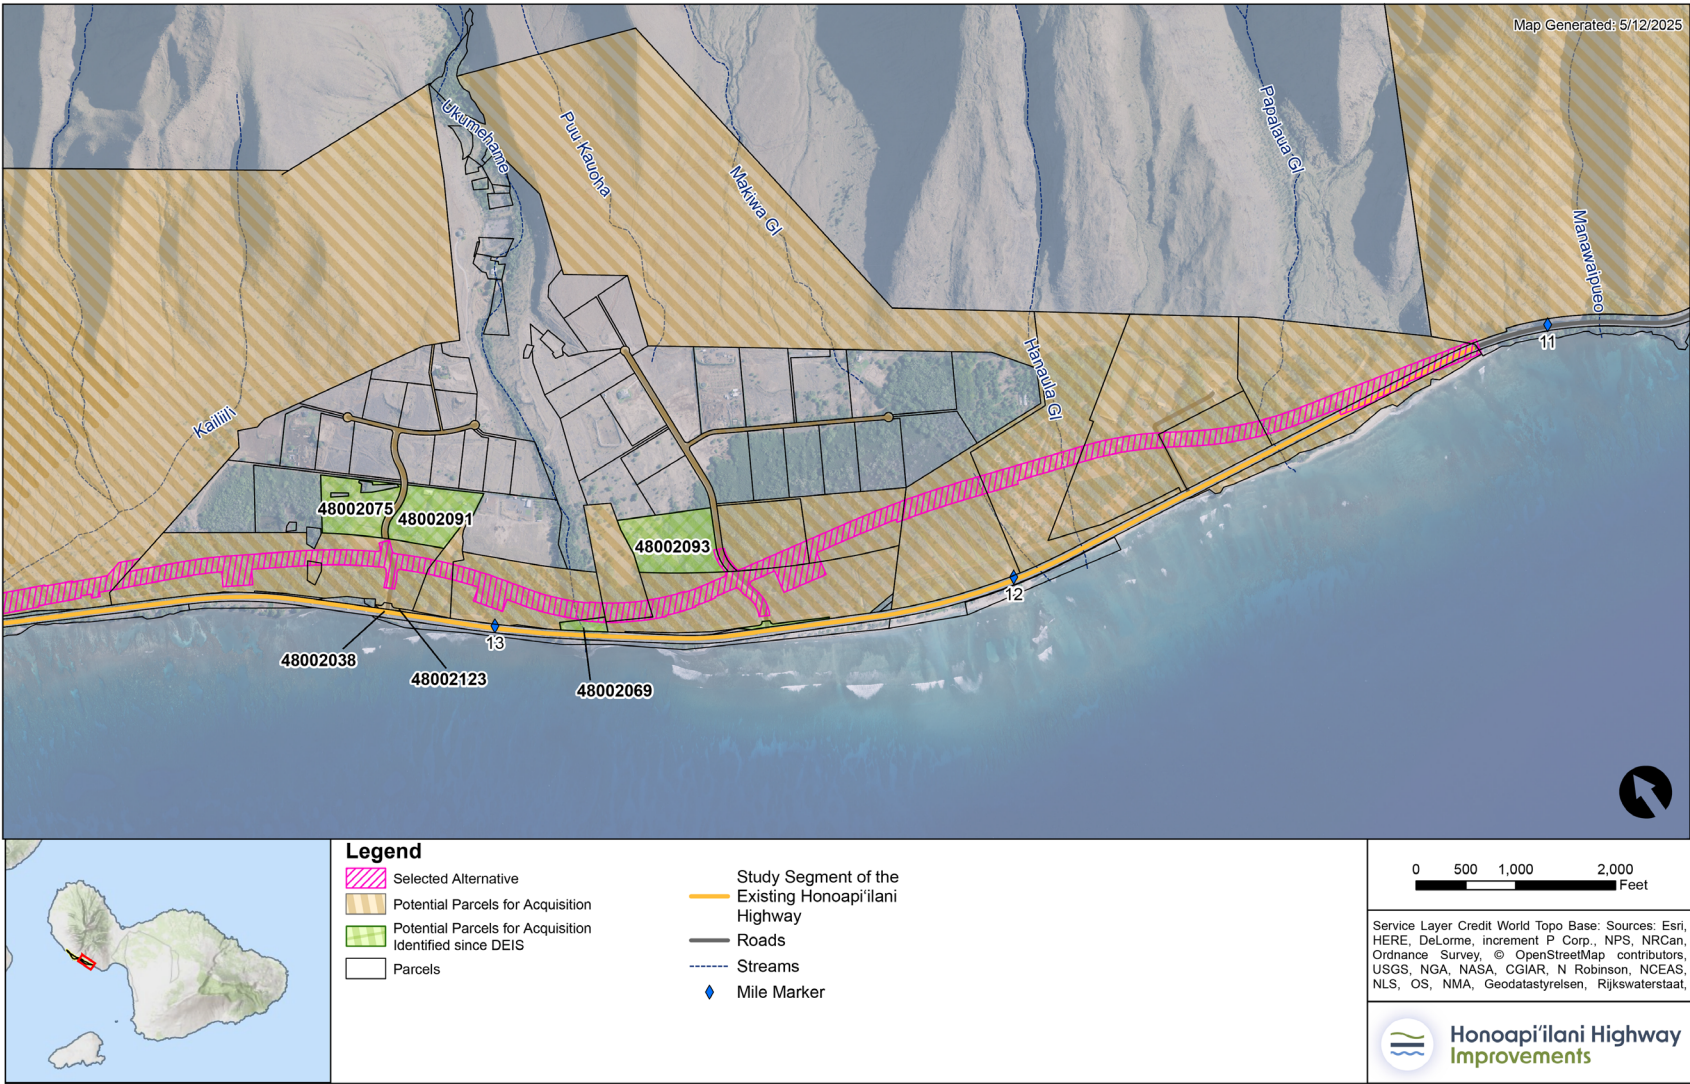 Map Generated: 5/12/2025
Ukumehame
Puu Kauoha
Makiwa Gl
Papalaua Gl
Manawaipueo
11
Hanaula Gl
Kailiili
48002075
48002091
48002093
12
13
48002038
48002123
48002069
Legend
Selected Alternative
Potential Parcels for Acquisition
Potential Parcels for Acquisition
Identified since DEIS
Parcels
Study Segment of the
Existing Honoapiʻilani
Highway
Roads
Streams
Mile Marker
0 500 1,000 2,000
Feet
Service Layer Credit World Topo Base: Sources: Esri,
HERE, DeLorme, increment P Corp., NPS, NRCan,
Ordnance Survey, © OpenStreetMap contributors,
USGS, NGA, NASA, CGIAR, N Robinson, NCEAS,
NLS, OS, NMA, Geodatastyrelsen, Rijkswaterstaat,
Honoapiʻilani Highway
Improvements